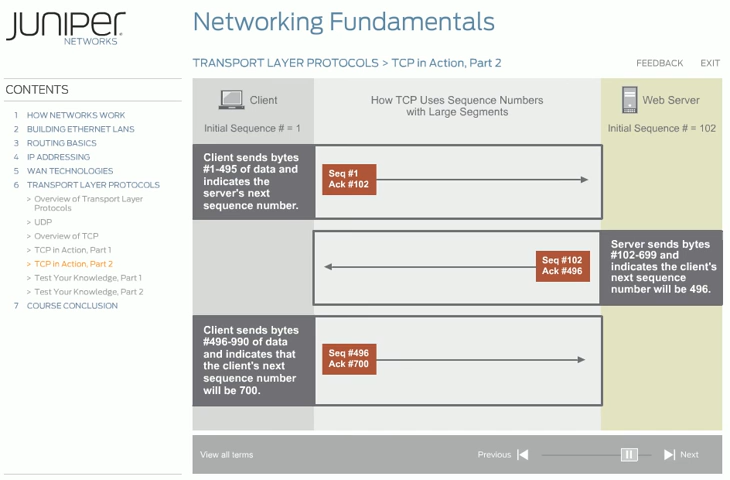 JUNIPER
NETWORKS
Networking Fundamentals
TRANSPORT LAYER PROTOCOLS > TCP in Action, Part 2
FEEDBACK EXIT
CONTENTS
1 HOW NETWORKS WORK
2 BUILDING ETHERNET LANS
3 ROUTING BASICS
4 IP ADDRESSING
5 WAN TECHNOLOGIES
6 TRANSPORT LAYER PROTOCOLS
> Overview of Transport Layer
Protocols
> UDP
> Overview of TCP
> TCP in Action, Part 1
> TCP in Action, Part 2
> Test Your Knowledge, Part 1
> Test Your Knowledge, Part 2
7 COURSE CONCLUSION
Client
Initial Sequence # = 1
How TCP Uses Sequence Numbers
with Large Segments
Web Server
Initial Sequence # = 102
Client sends bytes
#1-495 of data and
indicates the
server's next
sequence number.
Seq #1
Ack #102
Seq #102
Ack #496
Server sends bytes
#102-699 and
indicates the client's
next sequence
number will be 496.
Client sends bytes
#496-990 of data
and indicates that
the client's next
sequence number
will be 700.
Seq #496
Ack #700
View all terms
Previous
Next